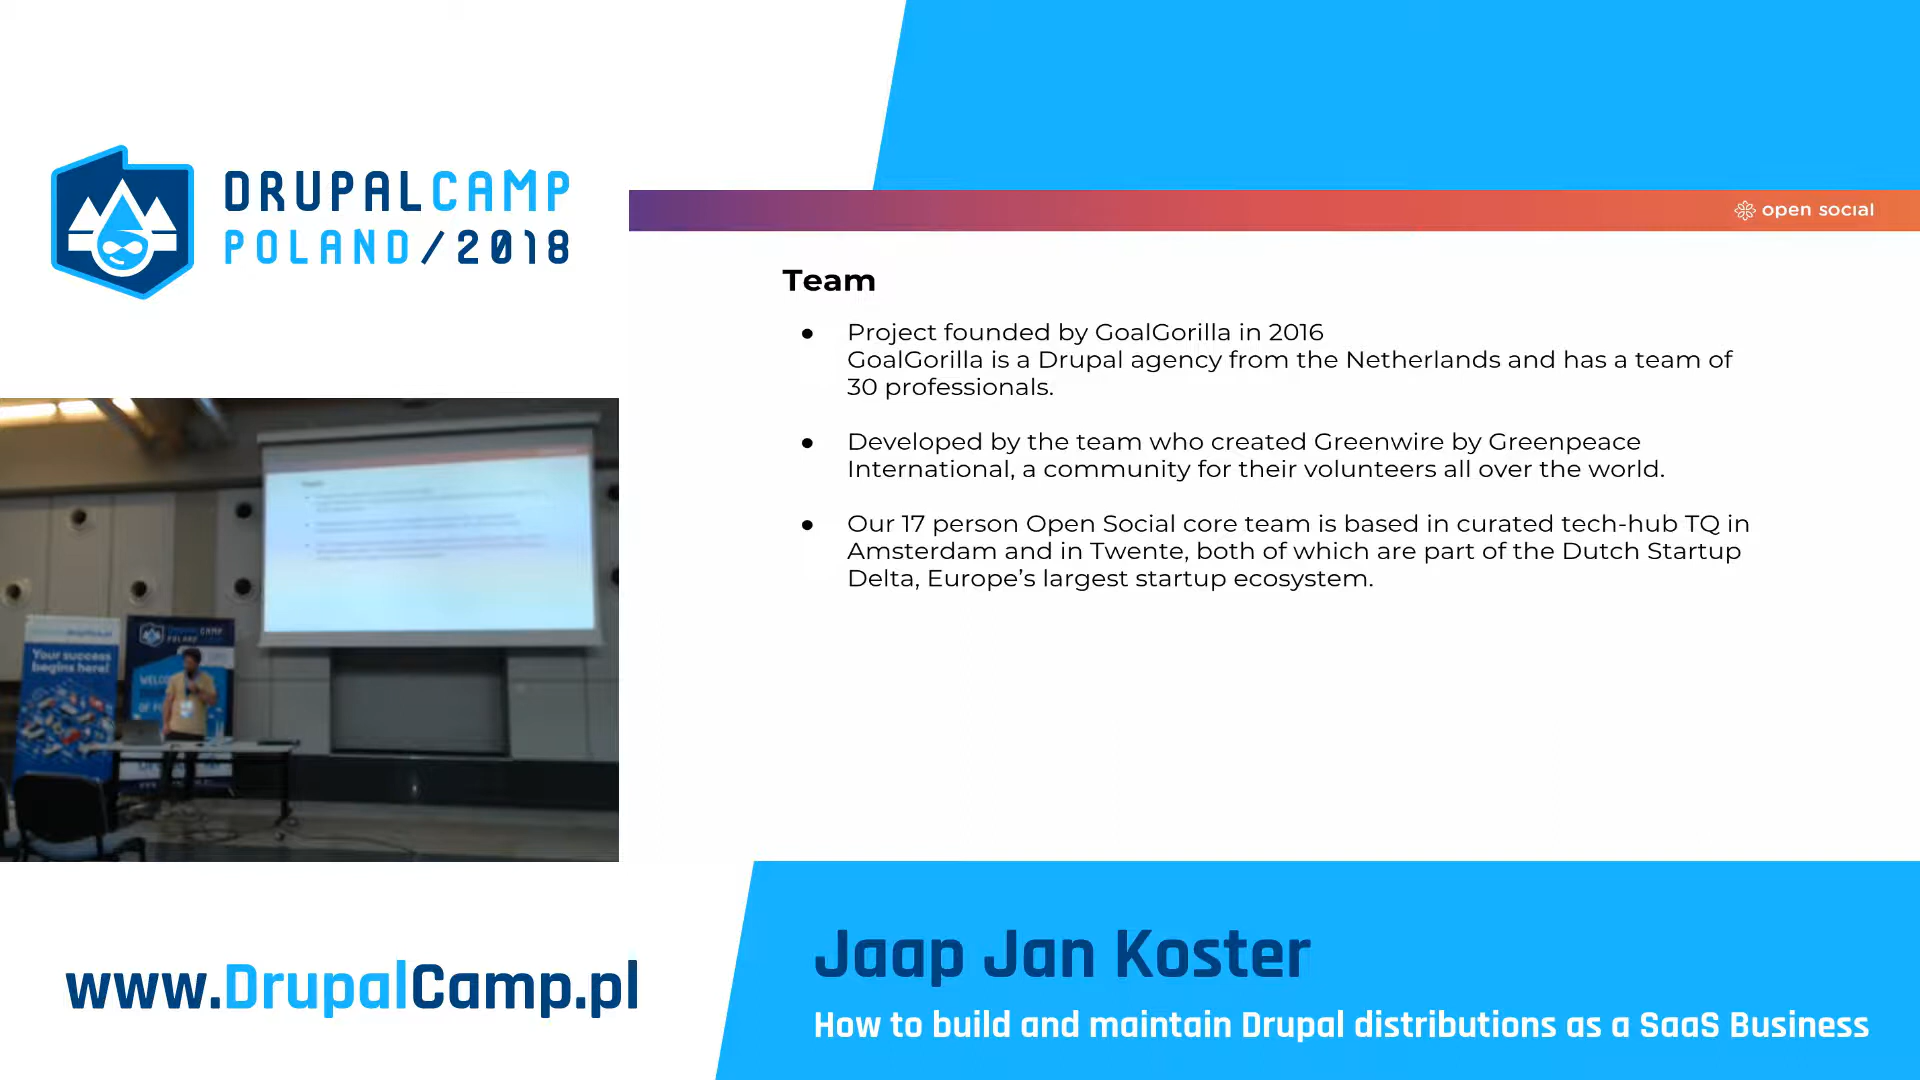 DRUPALCAMP
POLAND/2018
open social
Team
● Project founded by GoalGorilla in 2016
GoalGorilla is a Drupal agency from the Netherlands and has a team of
30 professionals.
● Developed by the team who created Greenwire by Greenpeace
International, a community for their volunteers all over the world.
● Our 17 person Open Social core team is based in curated tech-hub TQ in
Amsterdam and in Twente, both of which are part of the Dutch Startup
Delta, Europe’s largest startup ecosystem.
Your success
begins here!
DRUPAL CAMP
POLAND
www.DrupalCamp.pl
Jaap Jan Koster
How to build and maintain Drupal distributions as a SaaS Business